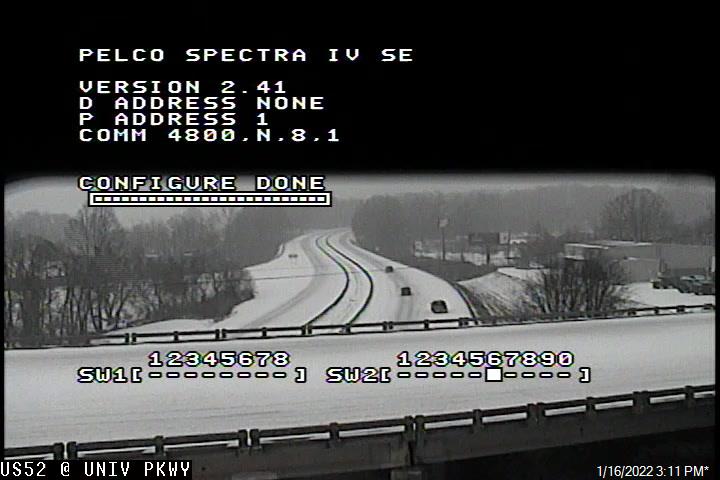 PELCO SPECTRA IV SE
VERSION 2.41
D ADDRESS NONE
P ADDRESS 1
COMM 4800,N,8,1
CONFIGURE DONE
12345678 1234567890
SW1[--------] SW2[-----■----]
US52 @ UNIV PKWY
1/16/2022 3:11 PM*